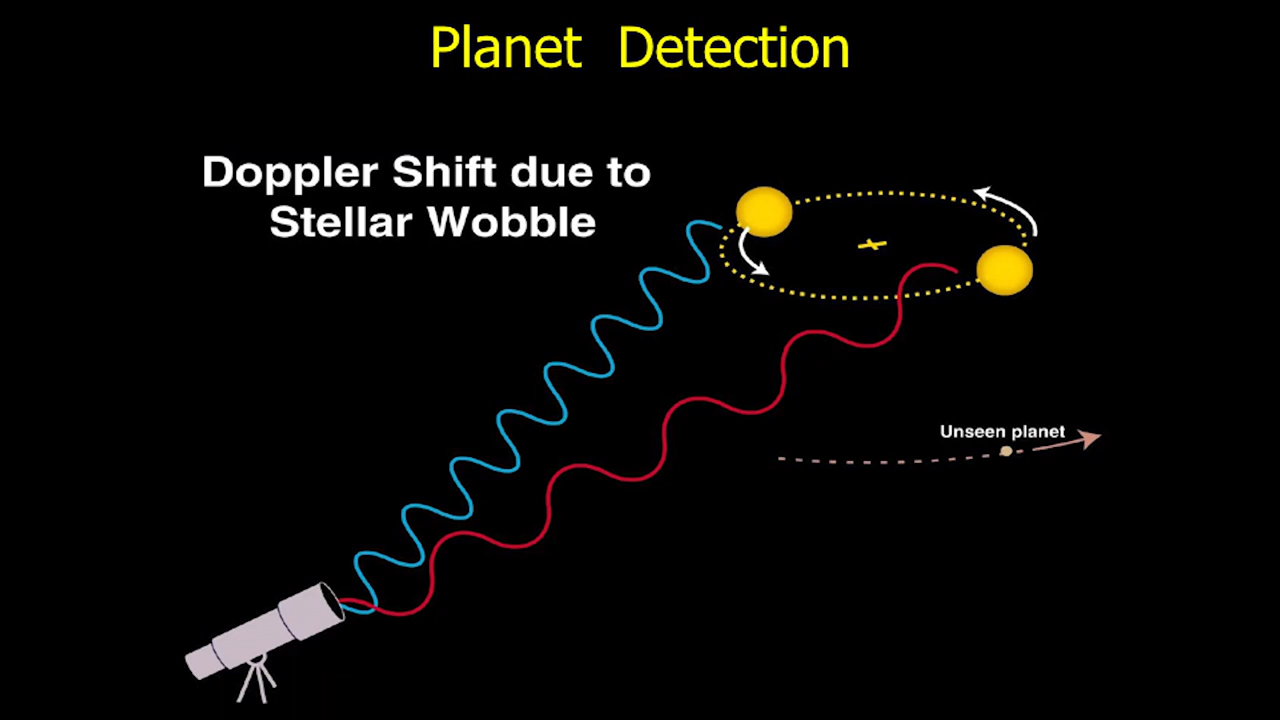 Planet Detection
Doppler Shift due to
Stellar Wobble
Unseen planet